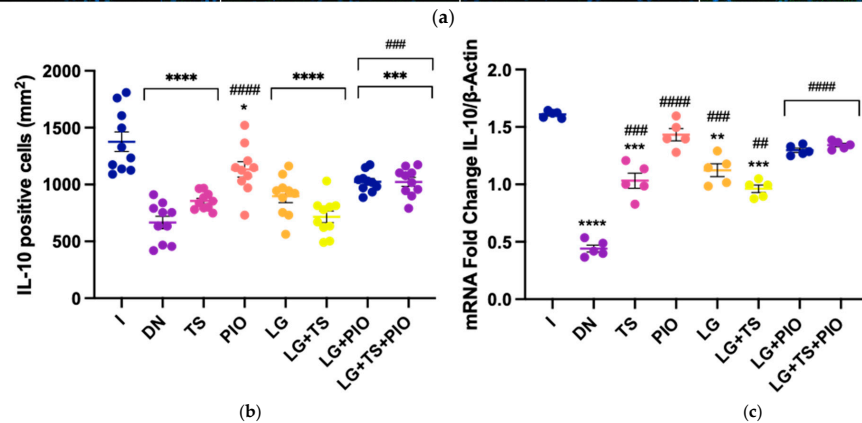 (a)
IL-10 positive cells (mm²)
2000
1500
1000
500
0
****
####
*
****
###
***
I
DN
TS
PIO
LG
LG+TS
LG+PIO
LG+TS+PIO
(b)
mRNA Fold Change IL-10/β-Actin
2.0
1.5
1.0
0.5
0.0
****
###
***
####
###
**
##
***
####
I
DN
TS
PIO
LG
LG+TS
LG+PIO
LG+TS+PIO
(c)